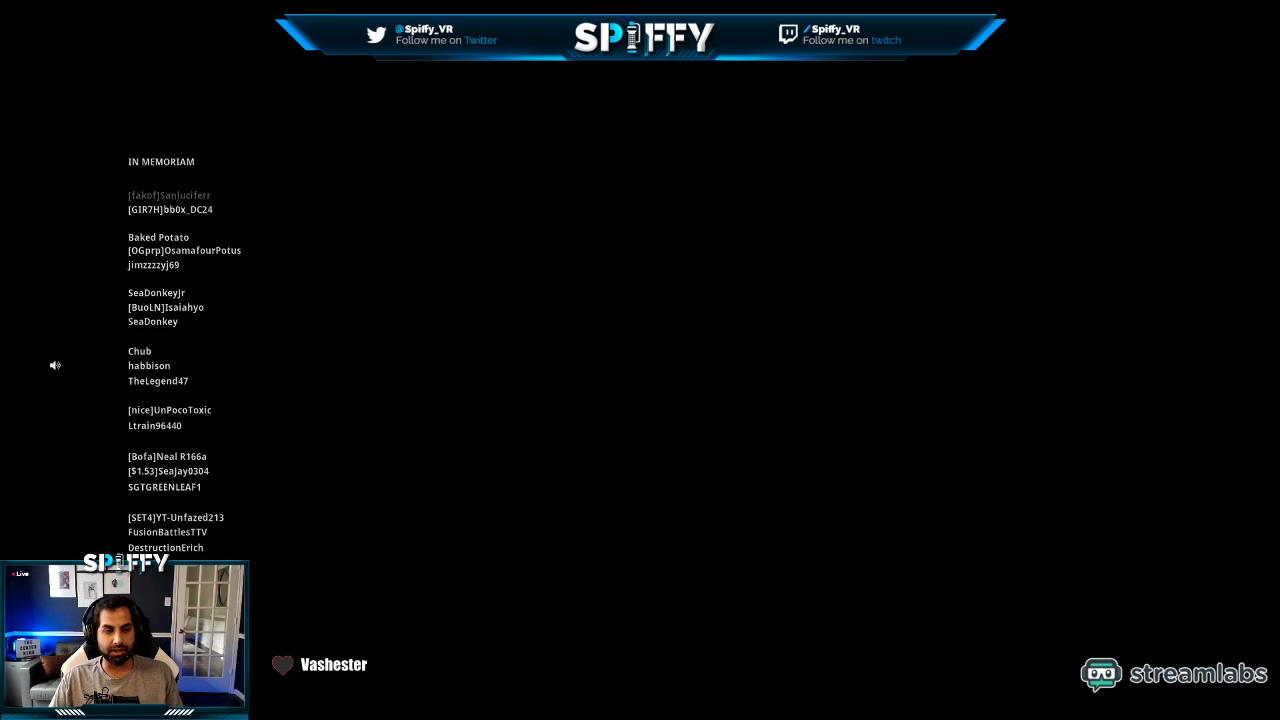 @Spiffy_VR
Follow me on Twitter
SPIFFY
/Spiffy_VR
Follow me on twitch
IN MEMORIAM
[fakof]Sanluciferr
[GIR7H]bb0x_DC24
Baked Potato
[OGprp]OsamafourPotus
jimzzzzyj69
SeaDonkeyJr
[BuoLN]Isaiahyo
SeaDonkey
Chub
habbison
TheLegend47
[nice]UnPocoToxic
Ltrain96440
[Bofa]Neal R166a
[$1.53]SeaJay0304
SGTGREENLEAF1
[SET4]YT-Unfazed213
FusionBattlesTTV
DestructionErich
SPIFFY
Live
Vashester
streamlabs